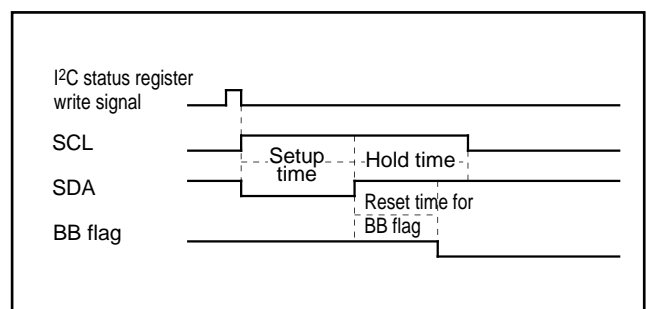 I2C status register
write signal
SCL
Setup
time
Hold time
SDA
Reset time for
BB flag
BB flag